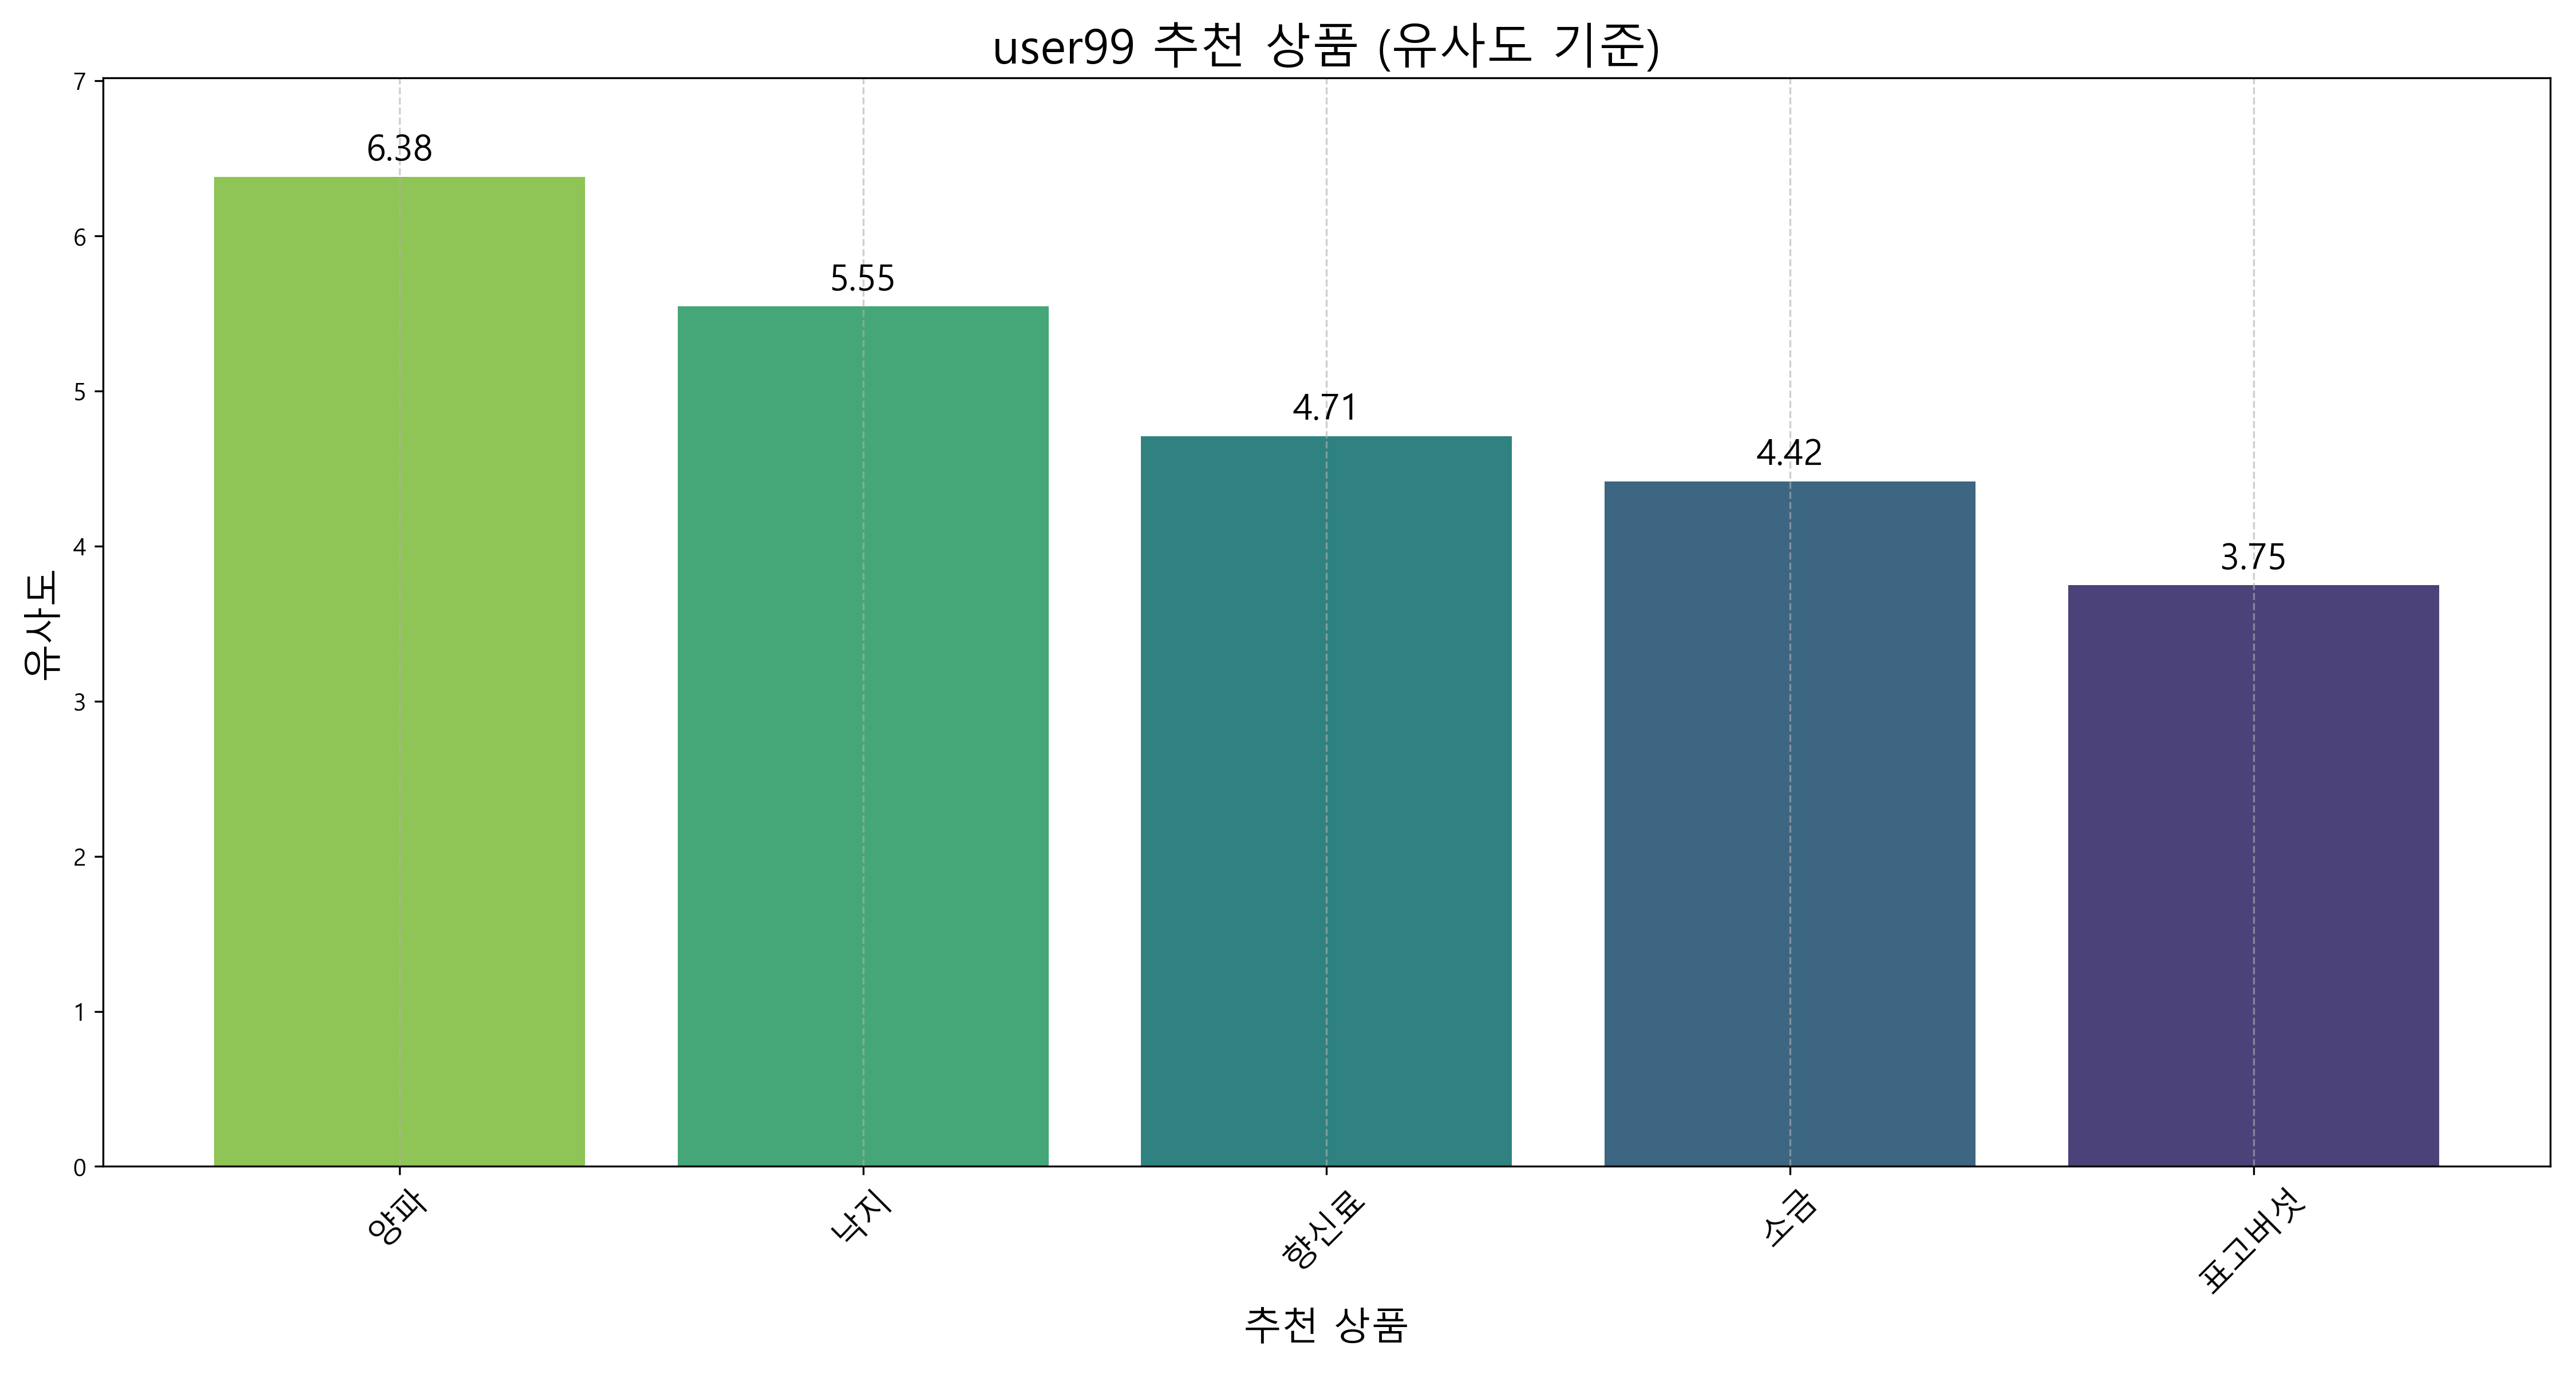 user99 추천 상품 (유사도 기준)
7
6
5
4
3
2
1
0
유사도
6.38
5.55
4.71
4.42
3.75
양파
낙지
향신료
소금
표고버섯
추천 상품